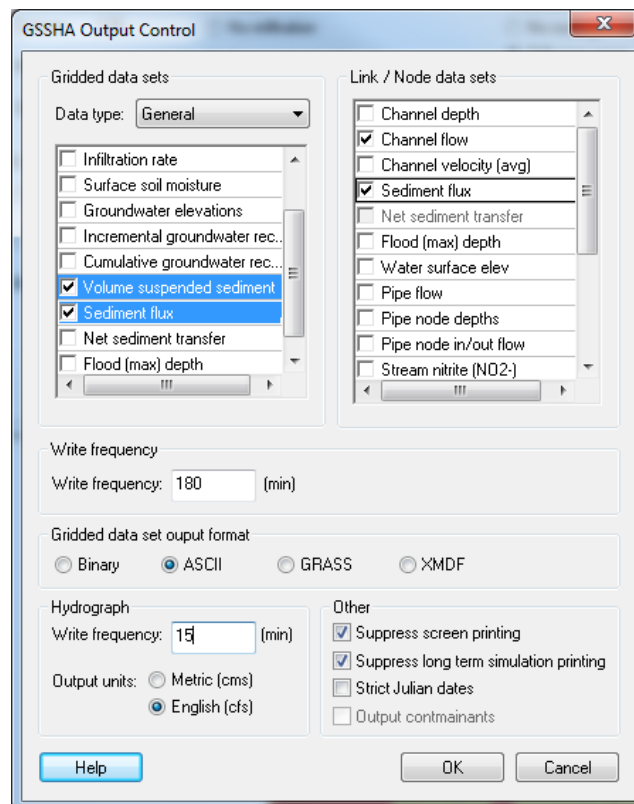 GSSHA Output Control
Gridded data sets
Data type: General
Infiltration rate
Surface soil moisture
Groundwater elevations
Incremental groundwater rec...
Cumulative groundwater rec...
Volume suspended sediment
Sediment flux
Net sediment transfer
Flood (max) depth
Link / Node data sets
Channel depth
Channel flow
Channel velocity (avg)
Sediment flux
Net sediment transfer
Flood (max) depth
Water surface elev
Pipe flow
Pipe node depths
Pipe node in/out flow
Stream nitrite (NO2-)
Write frequency
Write frequency: 180 (min)
Gridded data set ouput format
Binary ASCII GRASS XMDF
Hydrograph
Write frequency: 15 (min)
Output units: Metric (cms)
English (cfs)
Other
Suppress screen printing
Suppress long term simulation printing
Strict Julian dates
Output contmainants
Help OK Cancel